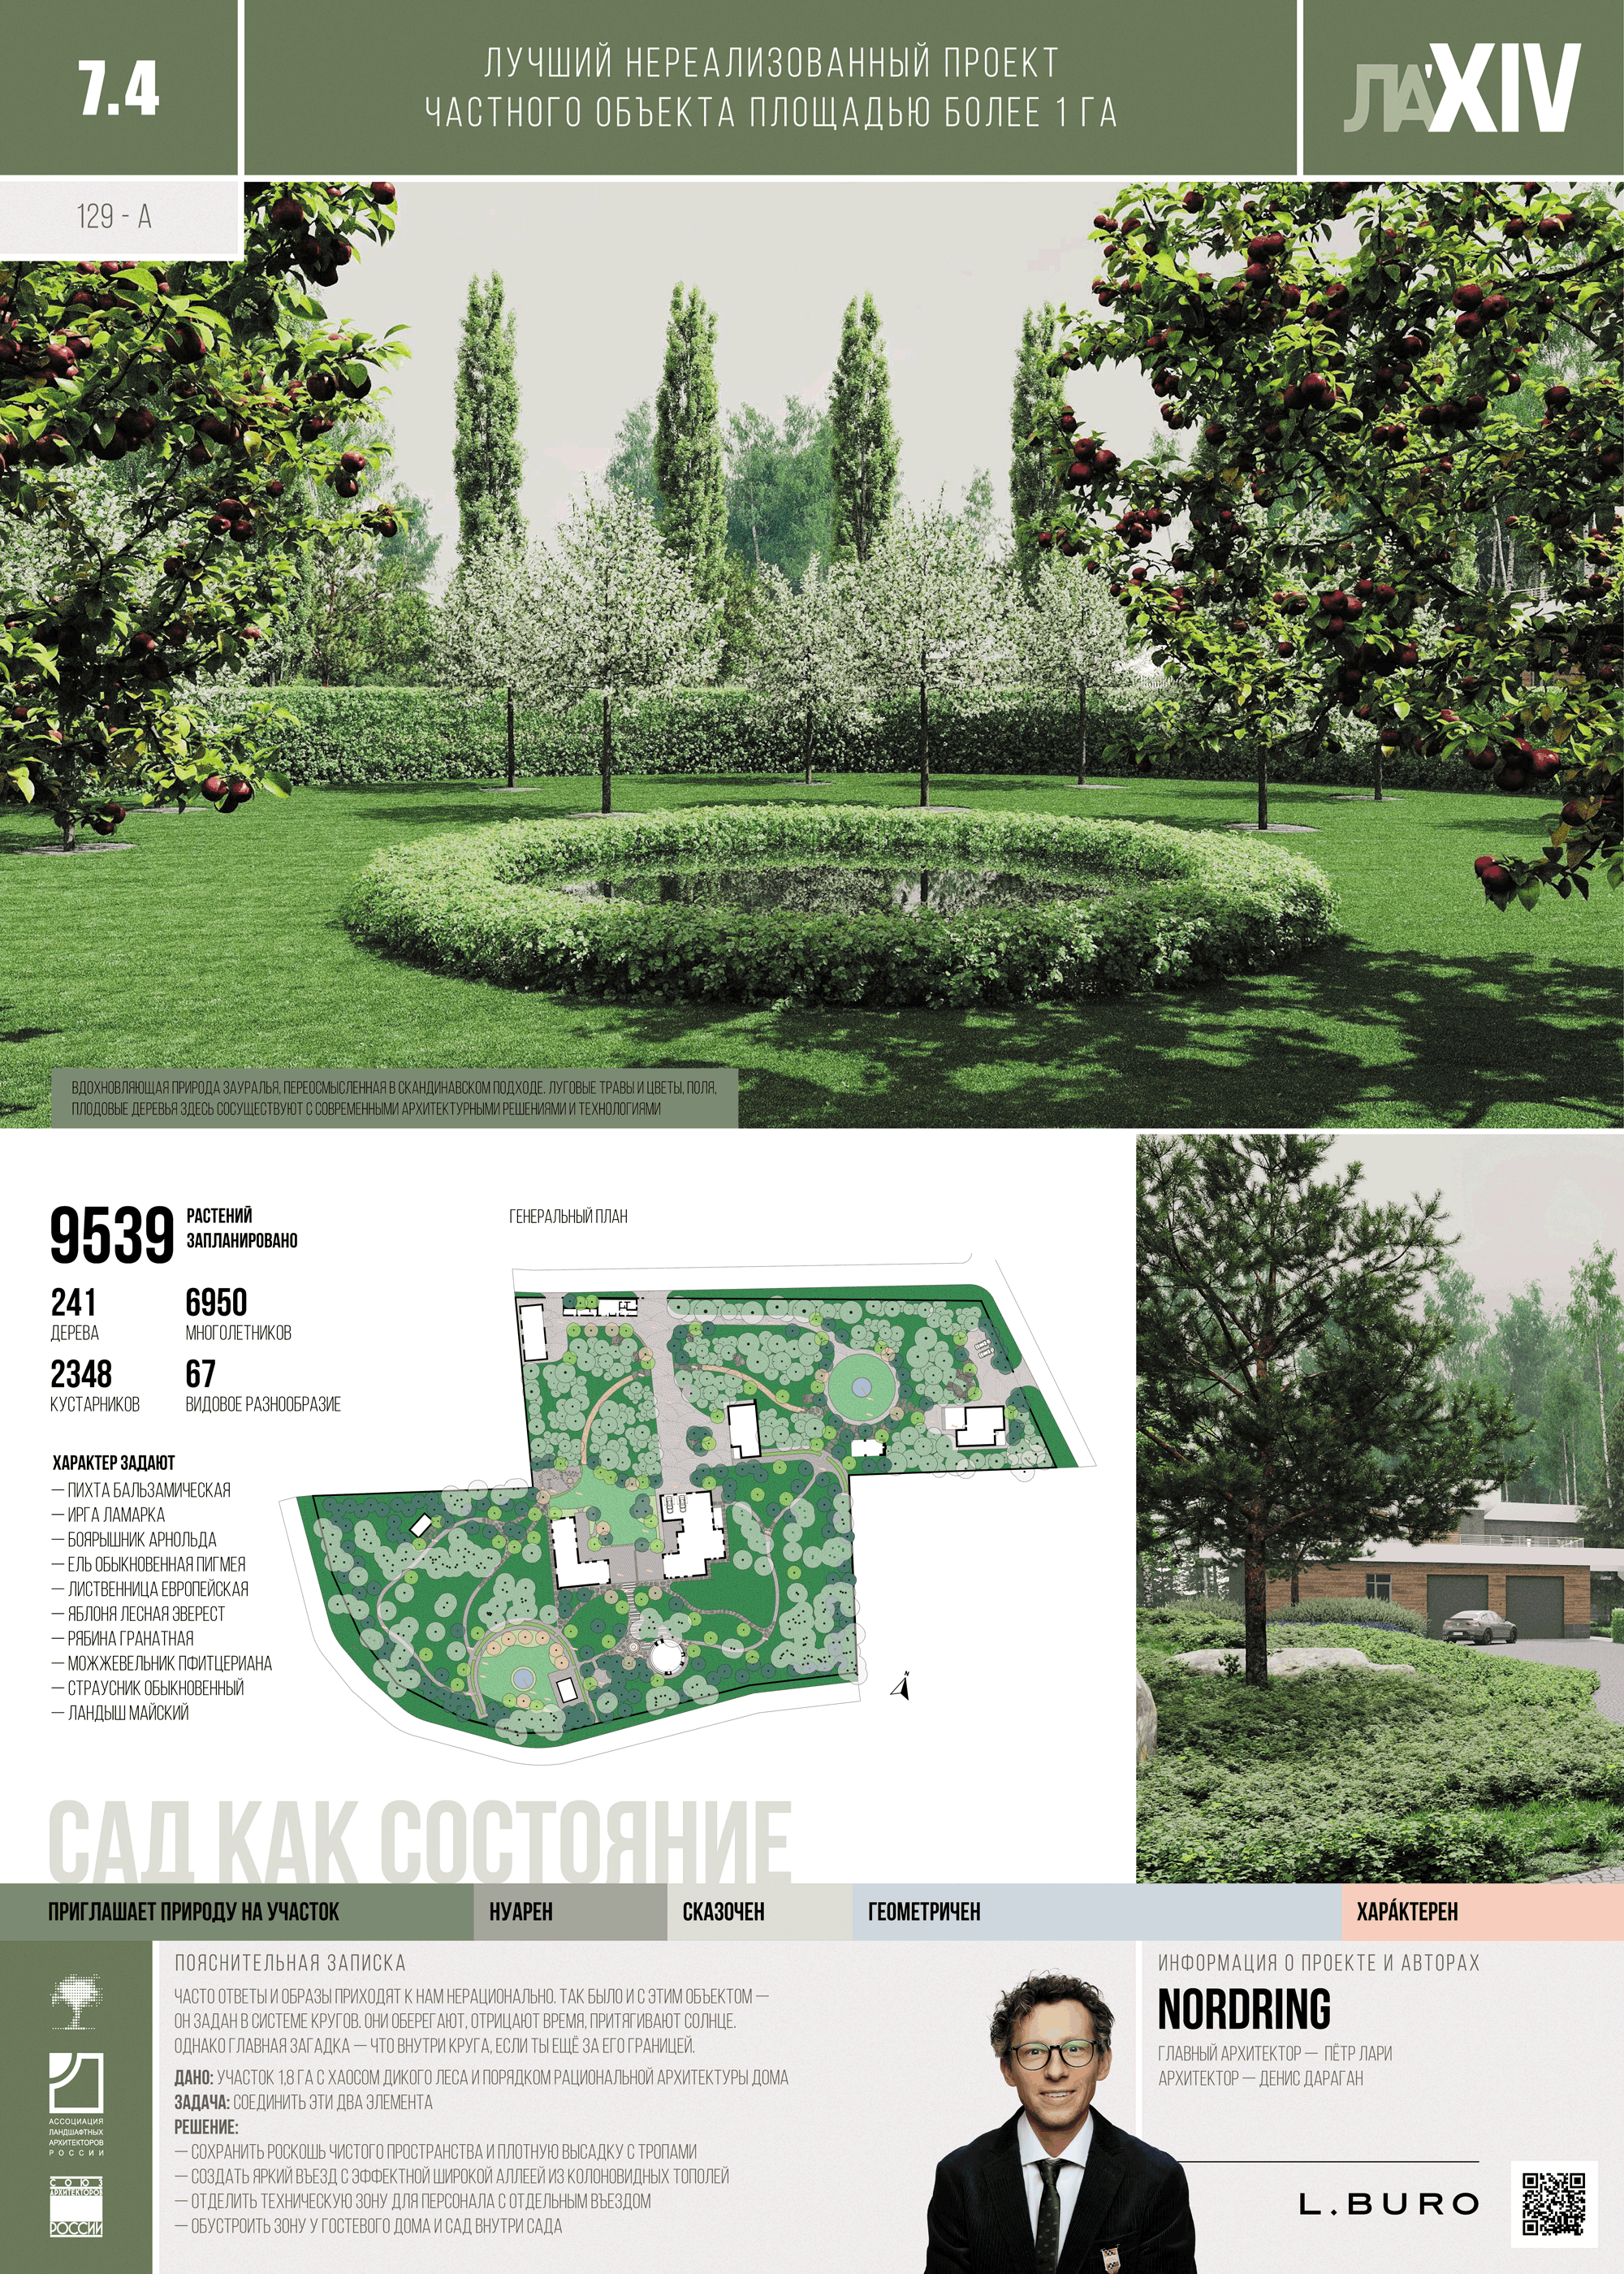 7.4
ЛУЧШИЙ НЕРЕАЛИЗОВАННЫЙ ПРОЕКТ
ЧАСТНОГО ОБЪЕКТА ПЛОЩАДЬЮ БОЛЕЕ 1 ГА
ЛА'XIV
129 - А
ВДОХНОВЛЯЮЩАЯ ПРИРОДА ЗАУРАЛЬЯ, ПЕРЕОСМЫСЛЕННАЯ В СКАНДИНАВСКОМ ПОДХОДЕ. ЛУГОВЫЕ ТРАВЫ И ЦВЕТЫ, ПОЛЯ,
ПЛОДОВЫЕ ДЕРЕВЬЯ ЗДЕСЬ СОСУЩЕСТВУЮТ С СОВРЕМЕННЫМИ АРХИТЕКТУРНЫМИ РЕШЕНИЯМИ И ТЕХНОЛОГИЯМИ
9539 РАСТЕНИЙ
ЗАПЛАНИРОВАНО
241
ДЕРЕВА
6950
МНОГОЛЕТНИКОВ
2348
КУСТАРНИКОВ
67
ВИДОВОЕ РАЗНООБРАЗИЕ
ХАРАКТЕР ЗАДАЮТ
— ПИХТА БАЛЬЗАМИЧЕСКАЯ
— ИРГА ЛАМАРКА
— БОЯРЫШНИК АРНОЛЬДА
— ЕЛЬ ОБЫКНОВЕННАЯ ПИГМЕЯ
— ЛИСТВЕННИЦА ЕВРОПЕЙСКАЯ
— ЯБЛОНЯ ЛЕСНАЯ ЭВЕРЕСТ
— РЯБИНА ГРАНАТНАЯ
— МОЖЖЕВЕЛЬНИК ПФИТЦЕРИАНА
— СТРАУСНИК ОБЫКНОВЕННЫЙ
— ЛАНДЫШ МАЙСКИЙ
ГЕНЕРАЛЬНЫЙ ПЛАН
N
САД КАК СОСТОЯНИЕ
ПРИГЛАШАЕТ ПРИРОДУ НА УЧАСТОК
НУАРЕН
СКАЗОЧЕН
ГЕОМЕТРИЧЕН
ХАРА́КТЕРЕН
АССОЦИАЦИЯ
ЛАНДШАФТНЫХ
АРХИТЕКТОРОВ
РОССИИ
СОЮЗ
АРХИТЕКТОРОВ
РОССИИ
ПОЯСНИТЕЛЬНАЯ ЗАПИСКА
ЧАСТО ОТВЕТЫ И ОБРАЗЫ ПРИХОДЯТ К НАМ НЕРАЦИОНАЛЬНО. ТАК БЫЛО И С ЭТИМ ОБЪЕКТОМ —
ОН ЗАДАН В СИСТЕМЕ КРУГОВ. ОНИ ОБЕРЕГАЮТ, ОТРИЦАЮТ ВРЕМЯ, ПРИТЯГИВАЮТ СОЛНЦЕ.
ОДНАКО ГЛАВНАЯ ЗАГАДКА — ЧТО ВНУТРИ КРУГА, ЕСЛИ ТЫ ЕЩЁ ЗА ЕГО ГРАНИЦЕЙ.
ДАНО: УЧАСТОК 1,8 ГА С ХАОСОМ ДИКОГО ЛЕСА И ПОРЯДКОМ РАЦИОНАЛЬНОЙ АРХИТЕКТУРЫ ДОМА
ЗАДАЧА: СОЕДИНИТЬ ЭТИ ДВА ЭЛЕМЕНТА
РЕШЕНИЕ:
— СОХРАНИТЬ РОСКОШЬ ЧИСТОГО ПРОСТРАНСТВА И ПЛОТНУЮ ВЫСАДКУ С ТРОПАМИ
— СОЗДАТЬ ЯРКИЙ ВЪЕЗД С ЭФФЕКТНОЙ ШИРОКОЙ АЛЛЕЕЙ ИЗ КОЛОНОВИДНЫХ ТОПОЛЕЙ
— ОТДЕЛИТЬ ТЕХНИЧЕСКУЮ ЗОНУ ДЛЯ ПЕРСОНАЛА С ОТДЕЛЬНЫМ ВЪЕЗДОМ
— ОБУСТРОИТЬ ЗОНУ У ГОСТЕВОГО ДОМА И САД ВНУТРИ САДА
ИНФОРМАЦИЯ О ПРОЕКТЕ И АВТОРАХ
NORDRING
ГЛАВНЫЙ АРХИТЕКТОР — ПЁТР ЛАРИ
АРХИТЕКТОР — ДЕНИС ДАРАГАН
L.BURO